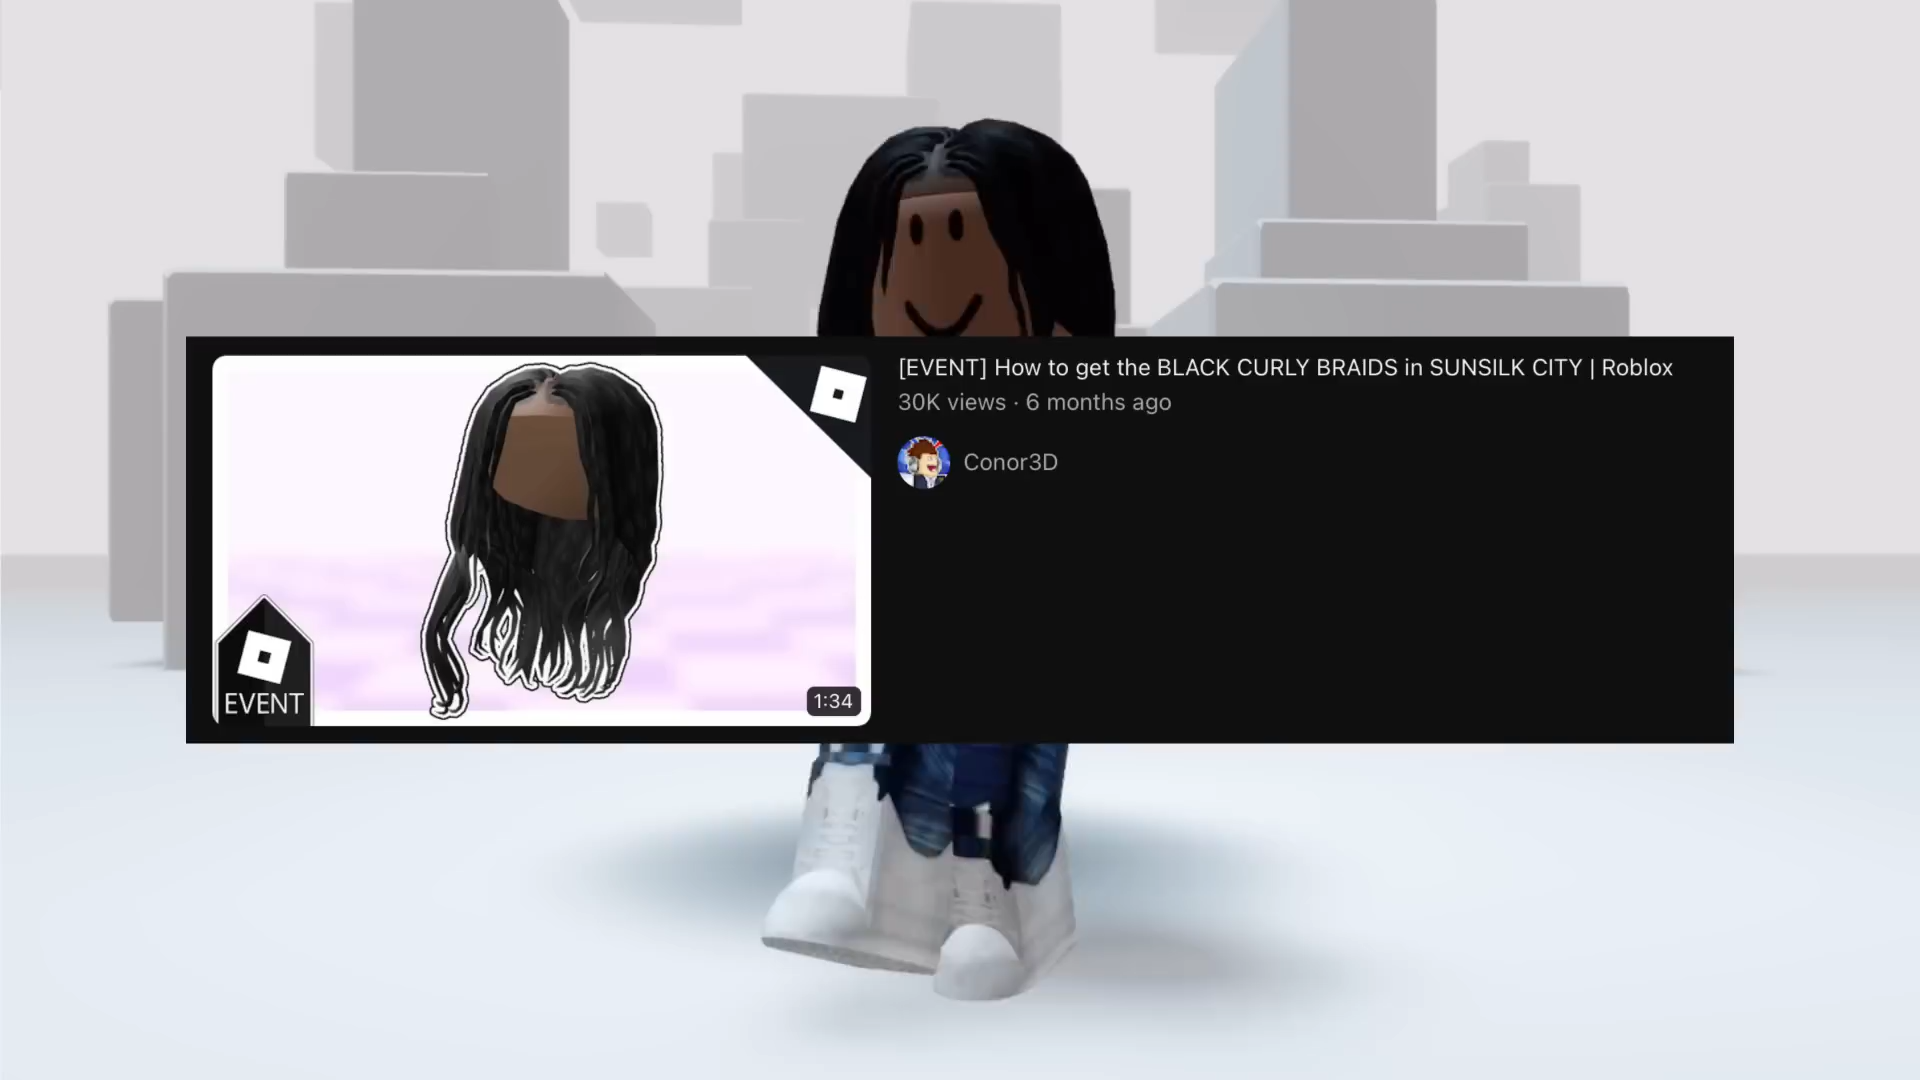 [EVENT] How to get the BLACK CURLY BRAIDS in SUNSILK CITY | Roblox
30K views · 6 months ago
Conor3D
EVENT
1:34